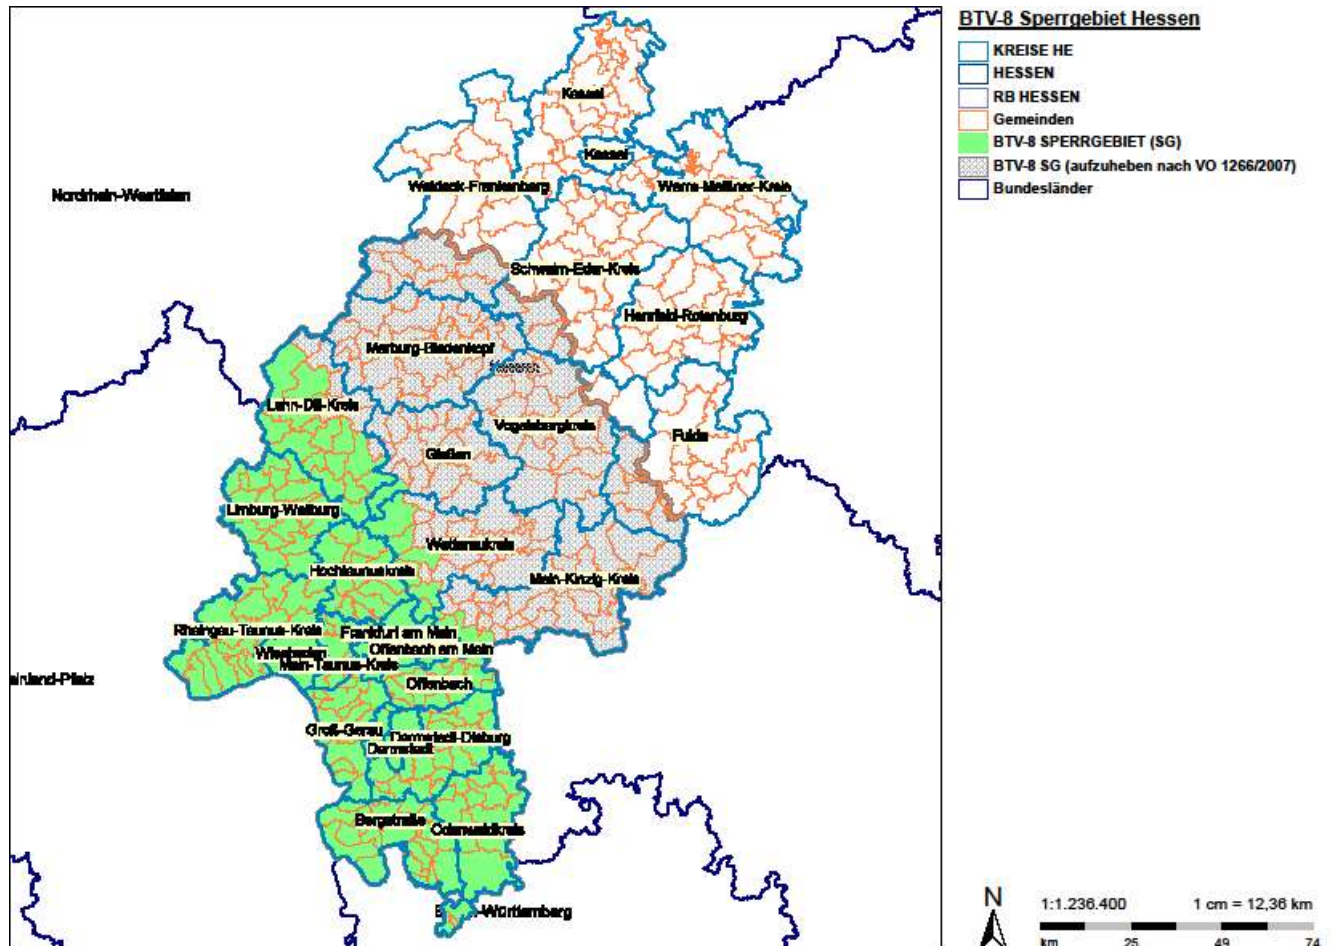 BTV-8 Sperrgebiet Hessen
KREISE HE
HESSEN
RB HESSEN
Gemeinden
BTV-8 SPERRGEBIET (SG)
BTV-8 SG (aufzuheben nach VO 1266/2007)
Bundesländer
Kassel
Kassel
Waldeck-Frankenberg
Werra-Meißner-Kreis
Nordrhein-Westfalen
Schwalm-Eder-Kreis
Hersfeld-Rotenburg
Marburg-Biedenkopf
Hessen
Lahn-Dill-Kreis
Vogelsbergkreis
Fulda
Gießen
Limburg-Weilburg
Wetteraukreis
Hochtaunuskreis
Main-Kinzig-Kreis
Rheingau-Taunus-Kreis
Frankfurt am Main
Wiesbaden
Offenbach am Main
Main-Taunus-Kreis
einland-Pfalz
Offenbach
Groß-Gerau
Darmstadt-Dieburg
Darmstadt
Bergstraße
Odenwaldkreis
-Württemberg
N
1:1.236.400 1 cm = 12,36 km
km 25 49 74